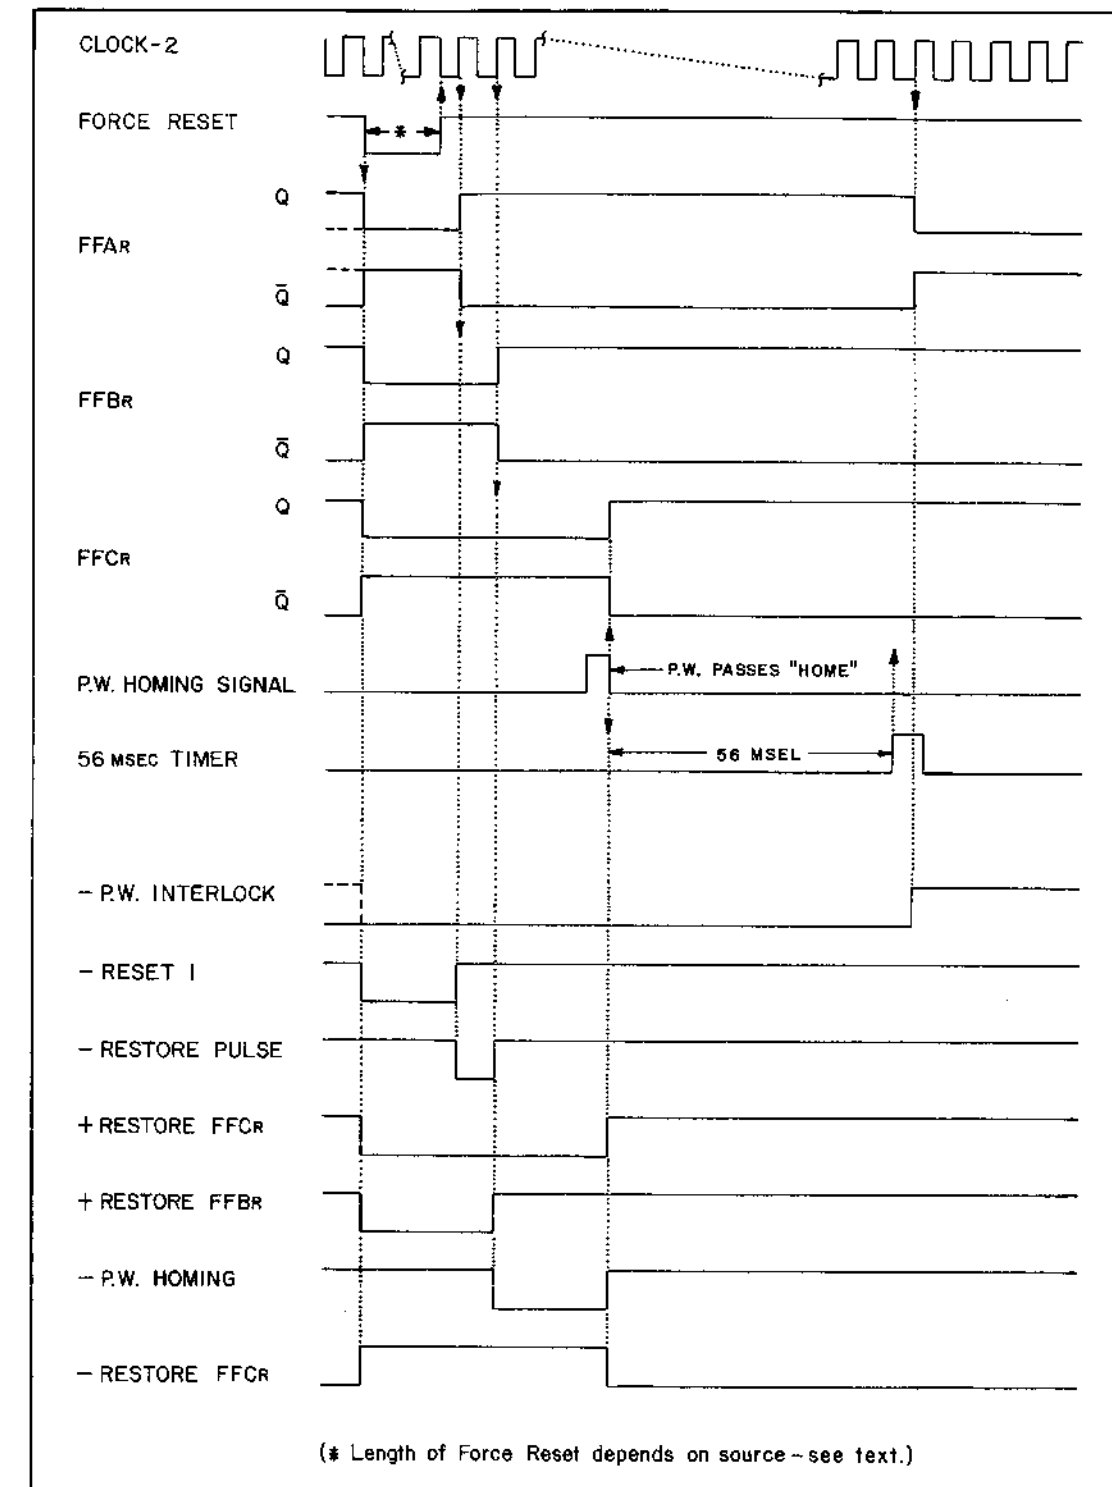 CLOCK-2
FORCE RESET
*
Q
FFAR
Q̄
Q
FFBR
Q̄
Q
FFCR
Q̄
P.W. HOMING SIGNAL
P.W. PASSES "HOME"
56 MSEC TIMER
56 MSEL
- P.W. INTERLOCK
- RESET I
- RESTORE PULSE
+ RESTORE FFCR
+ RESTORE FFBR
- P.W. HOMING
- RESTORE FFCR
(* Length of Force Reset depends on source - see text.)